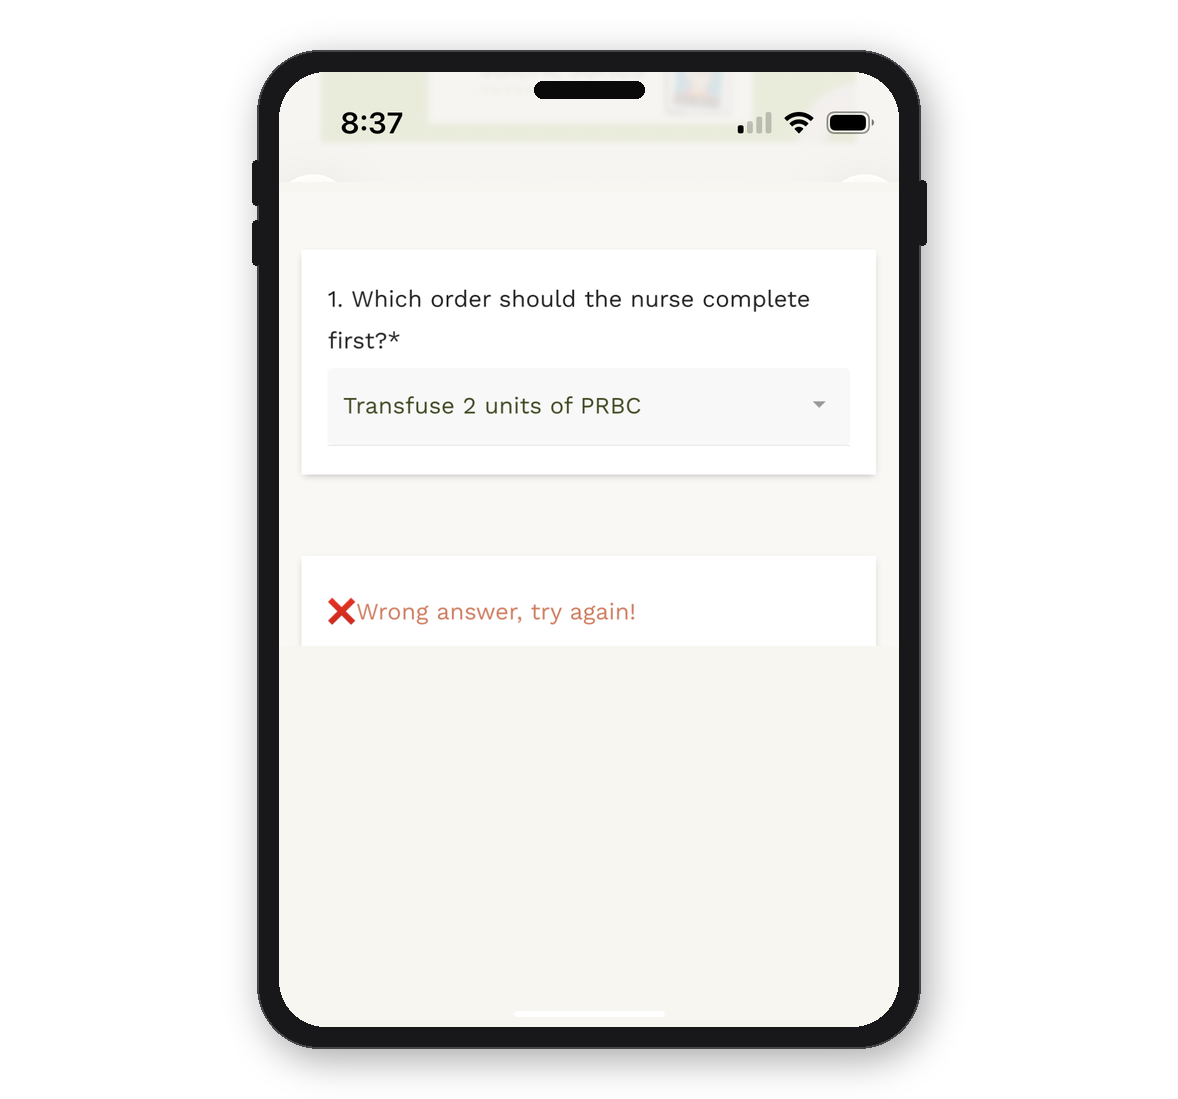 8:37
1. Which order should the nurse complete
first?*
Transfuse 2 units of PRBC
❌Wrong answer, try again!